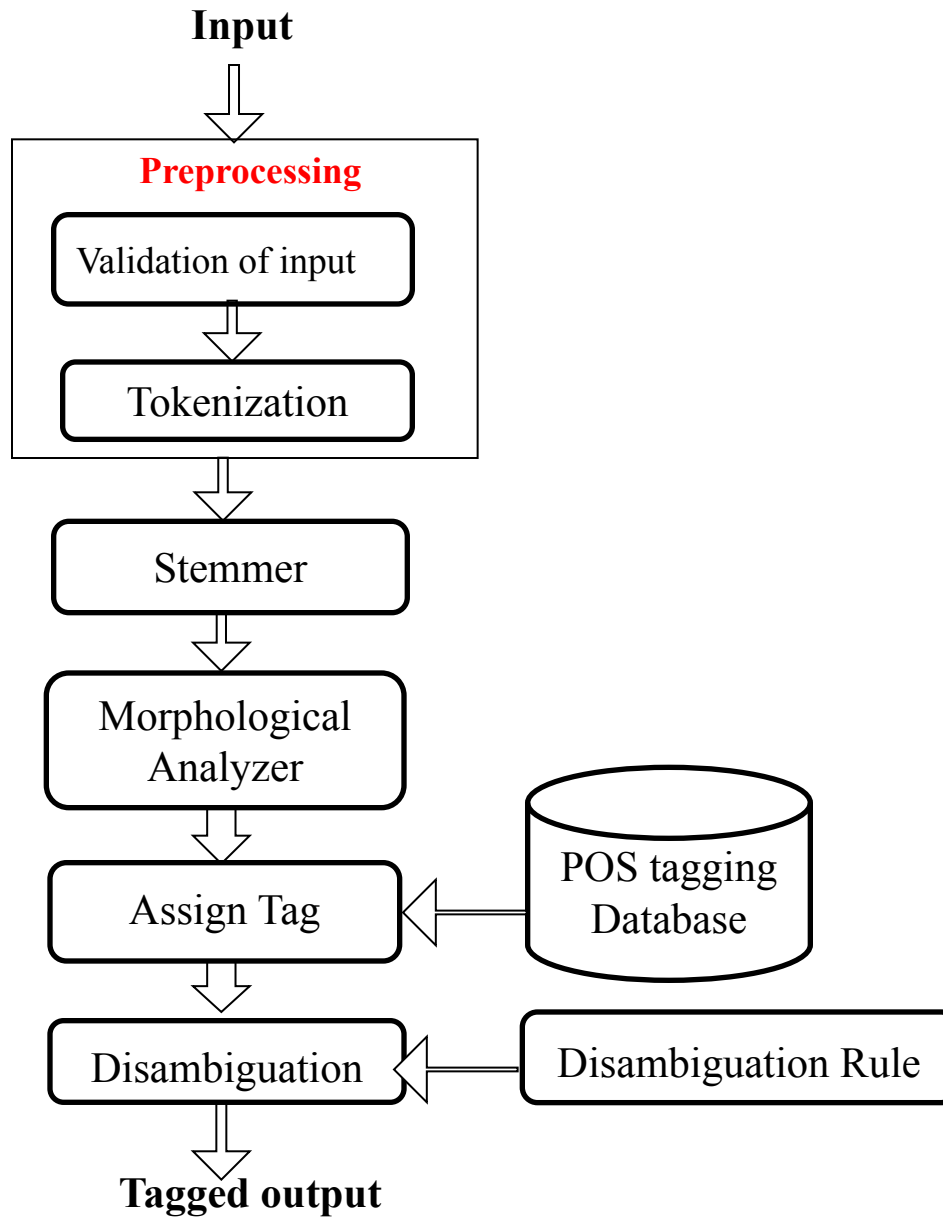 Input
Preprocessing
Validation of input
Tokenization
Stemmer
Morphological
Analyzer
Assign Tag
POS tagging
Database
Disambiguation
Disambiguation Rule
Tagged output